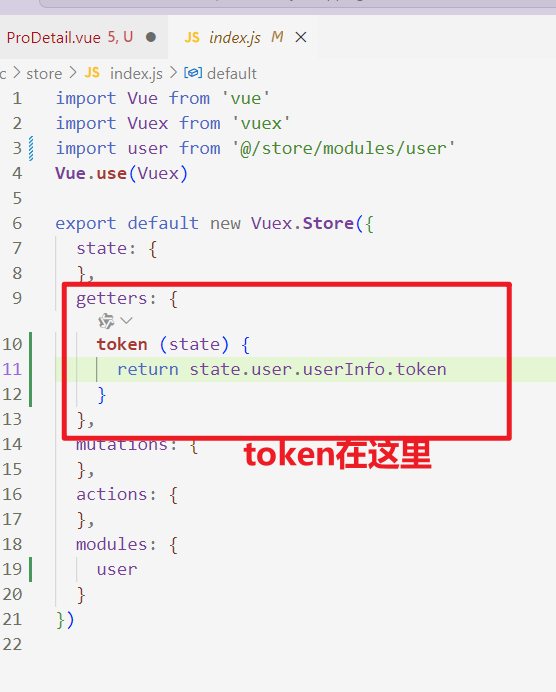 ProDetail.vue 5, U ● JS index.js M ×
c > store > JS index.js > default
1 import Vue from 'vue'
2 import Vuex from 'vuex'
3 import user from '@/store/modules/user'
4 Vue.use(Vuex)
5
6 export default new Vuex.Store({
7 state: {
8 },
9 getters: {
10 token (state) {
11 return state.user.userInfo.token
12 }
13 },
14 mutations: {
token在这里
15 },
16 actions: {
17 },
18 modules: {
19 user
20 }
21 })
22